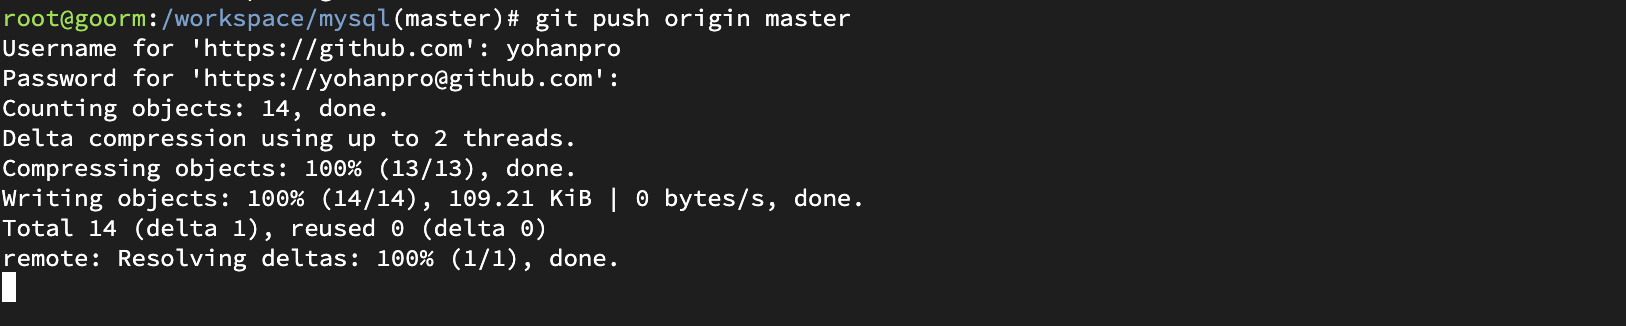 root@goorm:/workspace/mysql(master)# git push origin master
Username for 'https://github.com': yohanpro
Password for 'https://yohanpro@github.com':
Counting objects: 14, done.
Delta compression using up to 2 threads.
Compressing objects: 100% (13/13), done.
Writing objects: 100% (14/14), 109.21 KiB | 0 bytes/s, done.
Total 14 (delta 1), reused 0 (delta 0)
remote: Resolving deltas: 100% (1/1), done.